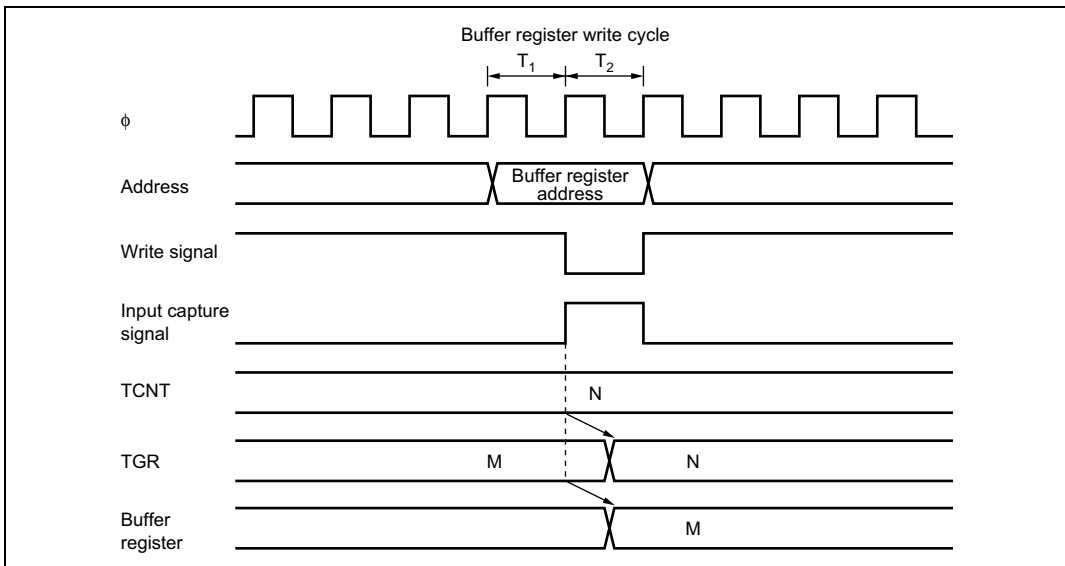 Buffer register write cycle
T1 T2
ϕ
Address
Buffer register
address
Write signal
Input capture
signal
TCNT
N
TGR
M N
Buffer
register
M